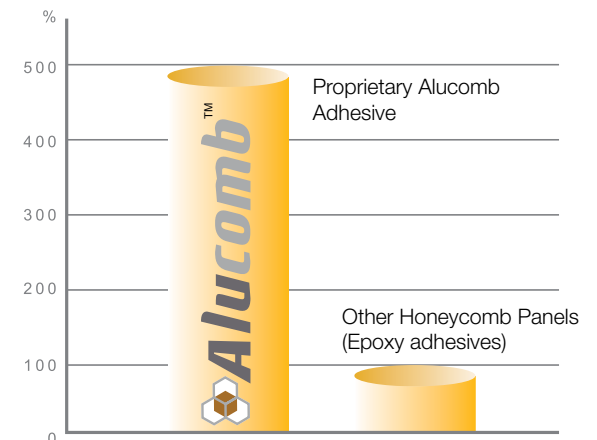 %
500
Proprietary Alucomb
Adhesive
400
Alucomb™
300
200
Other Honeycomb Panels
(Epoxy adhesives)
100
0